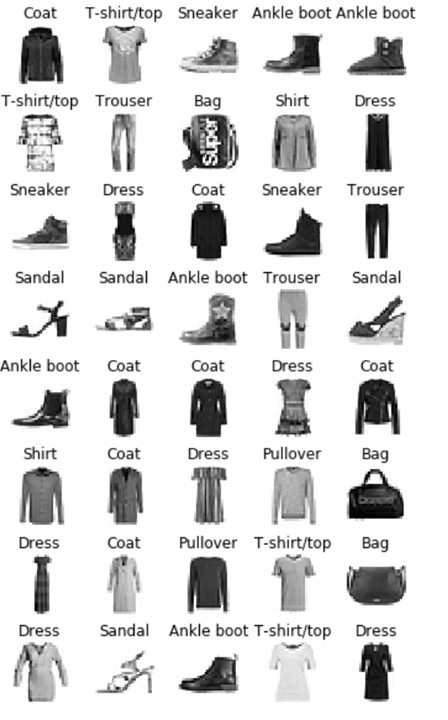 Coat T-shirt/top Sneaker Ankle boot Ankle boot
T-shirt/top Trouser Bag Shirt Dress
Super
Sneaker Dress Coat Sneaker Trouser
Sandal Sandal Ankle boot Trouser Sandal
Ankle boot Coat Coat Dress Coat
Shirt Coat Dress Pullover Bag
Dress Coat Pullover T-shirt/top Bag
Dress Sandal Ankle boot T-shirt/top Dress